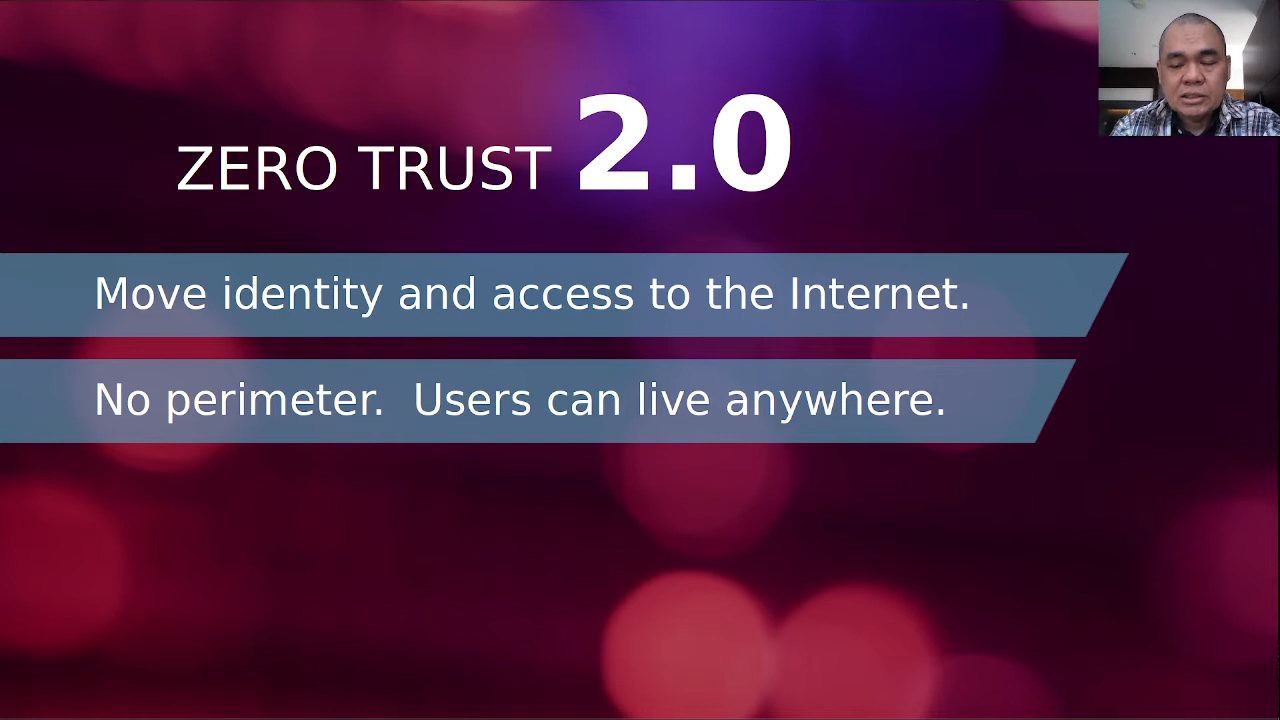 ZERO TRUST 2.0
Move identity and access to the Internet.
No perimeter.  Users can live anywhere.